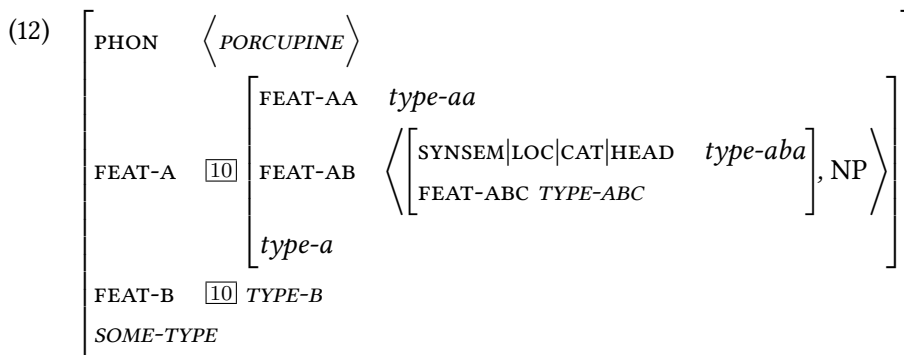 (12)
PHON ⟨PORCUPINE⟩
FEAT-AA type-aa
FEAT-A 10 FEAT-AB ⟨[SYNSEM|LOC|CAT|HEAD type-aba
FEAT-ABC TYPE-ABC], NP⟩
type-a
FEAT-B 10 TYPE-B
SOME-TYPE